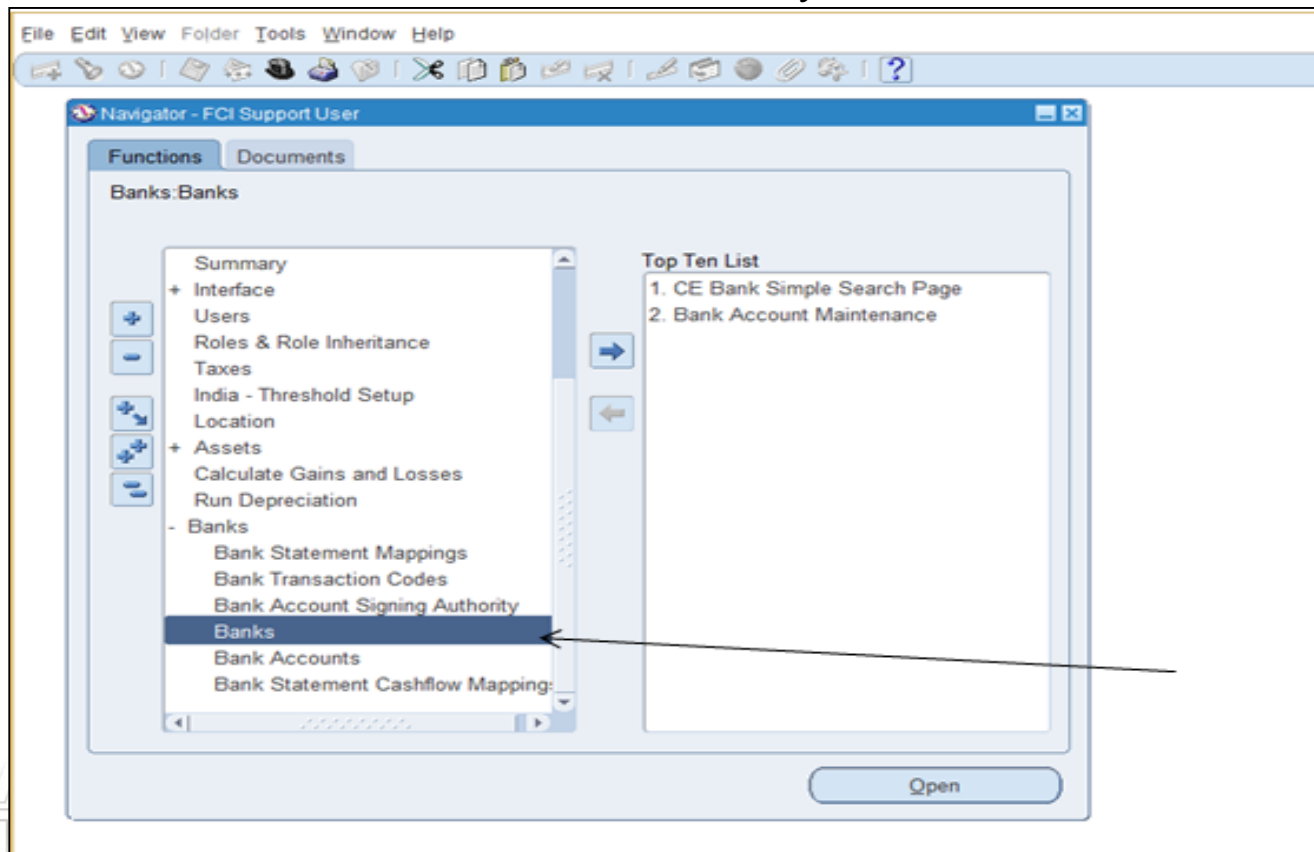 File Edit View Folder Tools Window Help
Navigator - FCI Support User
Functions Documents
Banks:Banks
Summary
+ Interface
Users
Roles & Role Inheritance
Taxes
India - Threshold Setup
Location
+ Assets
Calculate Gains and Losses
Run Depreciation
- Banks
Bank Statement Mappings
Bank Transaction Codes
Bank Account Signing Authority
Banks
Bank Accounts
Bank Statement Cashflow Mapping
Top Ten List
1. CE Bank Simple Search Page
2. Bank Account Maintenance
Open